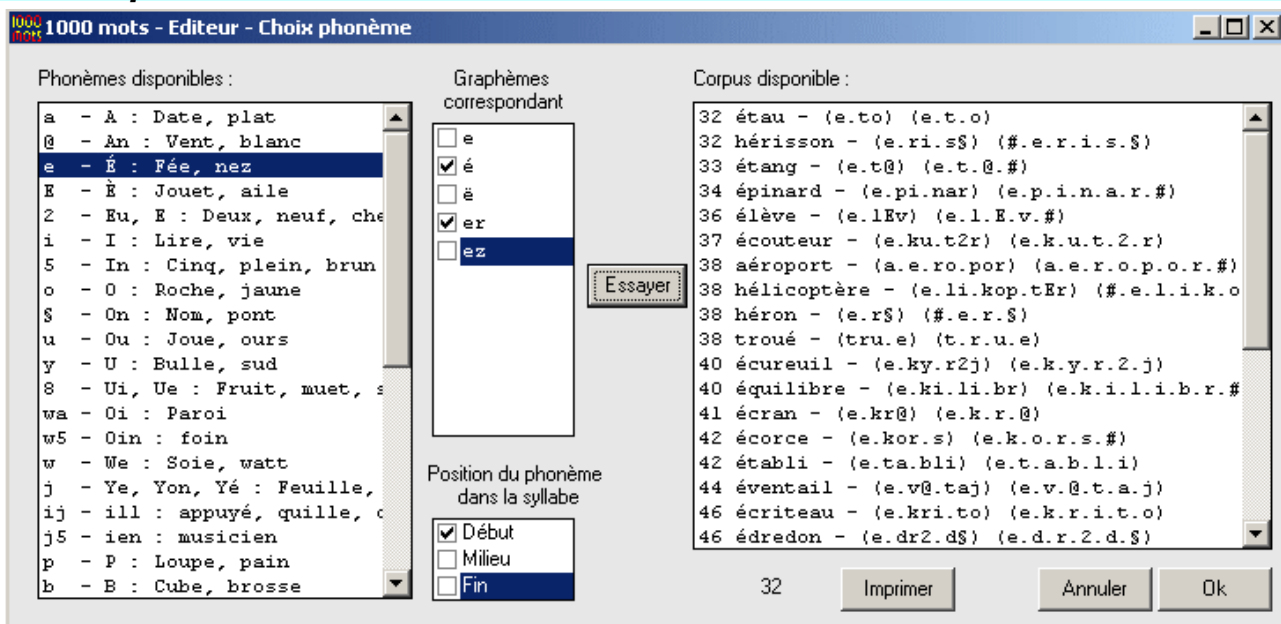 1000 mots - Editeur - Choix phonème
Phonèmes disponibles :
a - A : Date, plat
@ - An : Vent, blanc
e - É : Fée, nez
E - È : Jouet, aile
2 - Eu, E : Deux, neuf, che
i - I : Lire, vie
5 - In : Cinq, plein, brun
o - O : Roche, jaune
§ - On : Nom, pont
u - Ou : Joue, ours
y - U : Bulle, sud
8 - Ui, Ue : Fruit, muet, s
wa - Oi : Paroi
w5 - Oin : foin
w - We : Soie, watt
j - Ye, Yon, Yé : Feuille,
ij - ill : appuyé, quille,
j5 - ien : musicien
p - P : Loupe, pain
b - B : Cube, brosse
Graphèmes
correspondant
e
é
ë
er
ez
Essayer
Position du phonème
dans la syllabe
Début
Milieu
Fin
Corpus disponible :
32 étau - (e.to) (e.t.o)
32 hérisson - (e.ri.s§) (#.e.r.i.s.§)
33 étang - (e.t@) (e.t.@.#)
34 épinard - (e.pi.nar) (e.p.i.n.a.r.#)
36 élève - (e.lEv) (e.l.E.v.#)
37 écouteur - (e.ku.t2r) (e.k.u.t.2.r)
38 aéroport - (a.e.ro.por) (a.e.r.o.p.o.r.#)
38 hélicoptère - (e.li.kop.tEr) (#.e.l.i.k.o
38 héron - (e.r§) (#.e.r.§)
38 troué - (tru.e) (t.r.u.e)
40 écureuil - (e.ky.r2j) (e.k.y.r.2.j)
40 équilibre - (e.ki.li.br) (e.k.i.l.i.b.r.#
41 écran - (e.kr@) (e.k.r.@)
42 écorce - (e.kor.s) (e.k.o.r.s.#)
42 établi - (e.ta.bli) (e.t.a.b.l.i)
44 éventail - (e.v@.taj) (e.v.@.t.a.j)
46 écriteau - (e.kri.to) (e.k.r.i.t.o)
46 édredon - (e.dr2.d§) (e.d.r.2.d.§)
32
Imprimer
Annuler
Ok